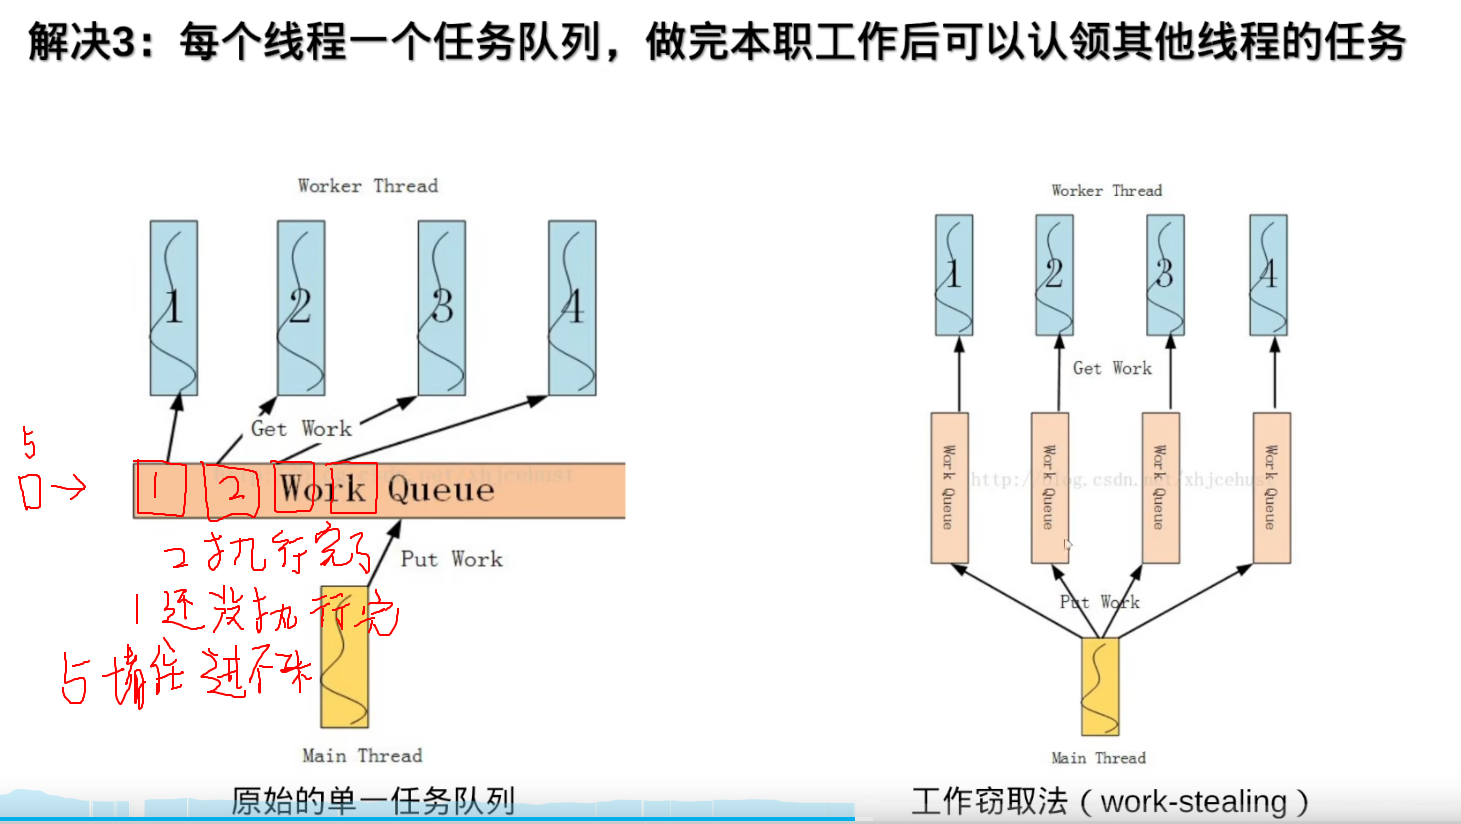 解决3：每个线程一个任务队列，做完本职工作后可以认领其他线程的任务
Worker Thread
1
2
3
4
Get Work
5
1
2
Work Queue
2执行完了
Put Work
1还没执行完
5堵住进不来
Main Thread
原始的单一任务队列
Worker Thread
1
2
3
4
Get Work
Work Queue
Work Queue
Work Queue
Work Queue
http://blog.csdn.net/xhjcehust
Put Work
Main Thread
工作窃取法（work-stealing）